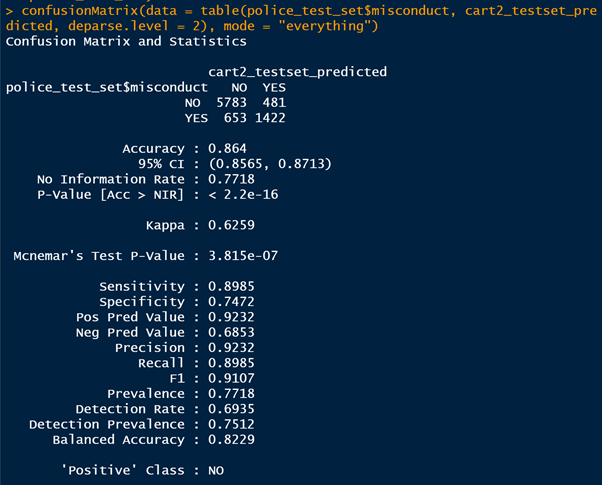 > confusionMatrix(data = table(police_test_set$misconduct, cart2_testset_pre
dicted, deparse.level = 2), mode = "everything")
Confusion Matrix and Statistics
cart2_testset_predicted
police_test_set$misconduct NO YES
NO 5783 481
YES 653 1422
Accuracy : 0.864
95% CI : (0.8565, 0.8713)
No Information Rate : 0.7718
P-Value [Acc > NIR] : < 2.2e-16
Kappa : 0.6259
Mcnemar's Test P-Value : 3.815e-07
Sensitivity : 0.8985
Specificity : 0.7472
Pos Pred Value : 0.9232
Neg Pred Value : 0.6853
Precision : 0.9232
Recall : 0.8985
F1 : 0.9107
Prevalence : 0.7718
Detection Rate : 0.6935
Detection Prevalence : 0.7512
Balanced Accuracy : 0.8229
'Positive' Class : NO